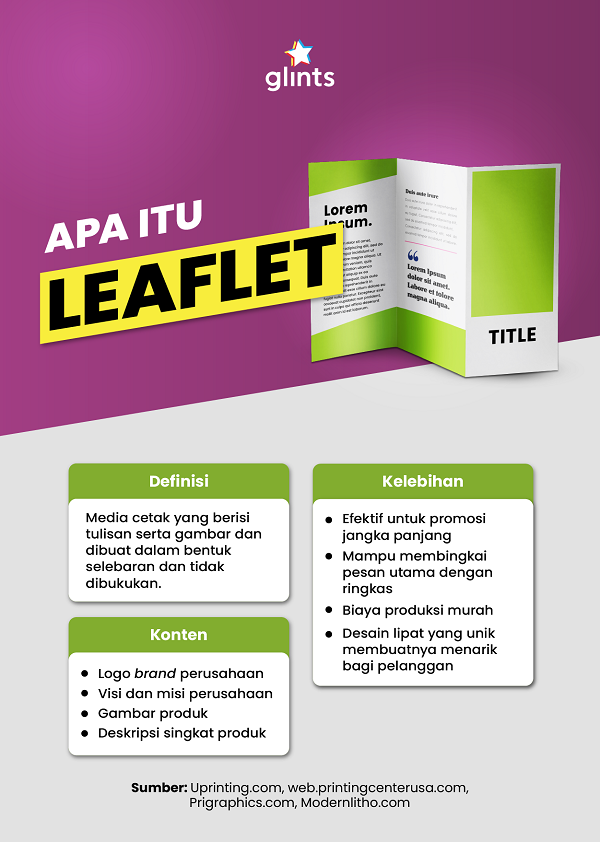 glints
APA ITU
LEAFLET
Lorem
Ipsum.
Duis aute irure
Lorem ipsum
dolor sit amet.
Labore et tolore
magna aliqua.
TITLE
Definisi
Media cetak yang berisi
tulisan serta gambar dan
dibuat dalam bentuk
selebaran dan tidak
dibukukan.
Konten
Logo brand perusahaan
Visi dan misi perusahaan
Gambar produk
Deskripsi singkat produk
Kelebihan
Efektif untuk promosi
jangka panjang
Mampu membingkai
pesan utama dengan
ringkas
Biaya produksi murah
Desain lipat yang unik
membuatnya menarik
bagi pelanggan
Sumber: Uprinting.com, web.printingcenterusa.com,
Prigraphics.com, Modernlitho.com